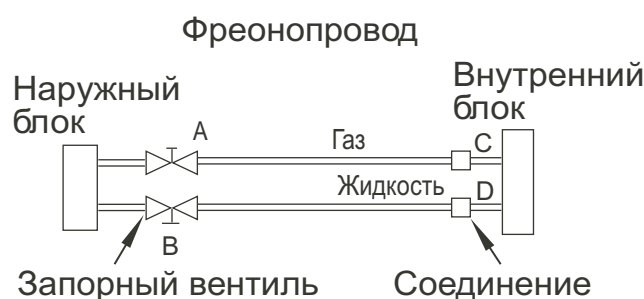 Фреонопровод
Наружный
блок
Внутренний
блок
A
Газ
C
Жидкость
D
B
Запорный вентиль
Соединение